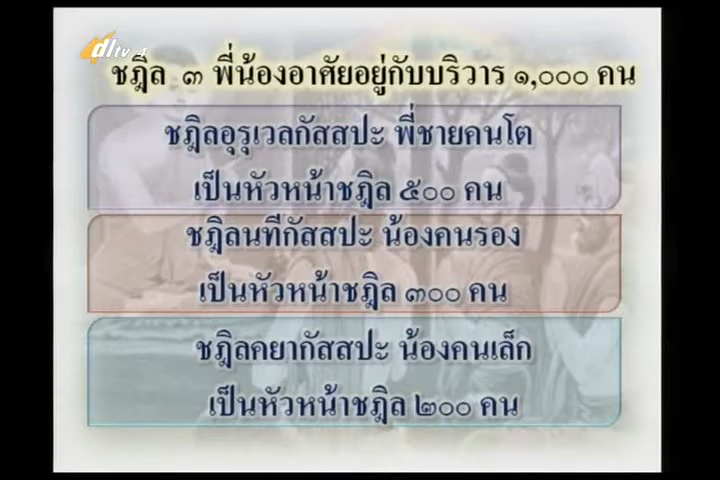 dltv 4
ชฎิล ๓ พี่น้องอาศัยอยู่กับบริวาร ๑,๐๐๐ คน
ชฎิลอุรุเวลกัสสปะ พี่ชายคนโต
เป็นหัวหน้าชฎิล ๕๐๐ คน
ชฎิลนทีกัสสปะ น้องคนรอง
เป็นหัวหน้าชฎิล ๓๐๐ คน
ชฎิลคยากัสสปะ น้องคนเล็ก
เป็นหัวหน้าชฎิล ๒๐๐ คน